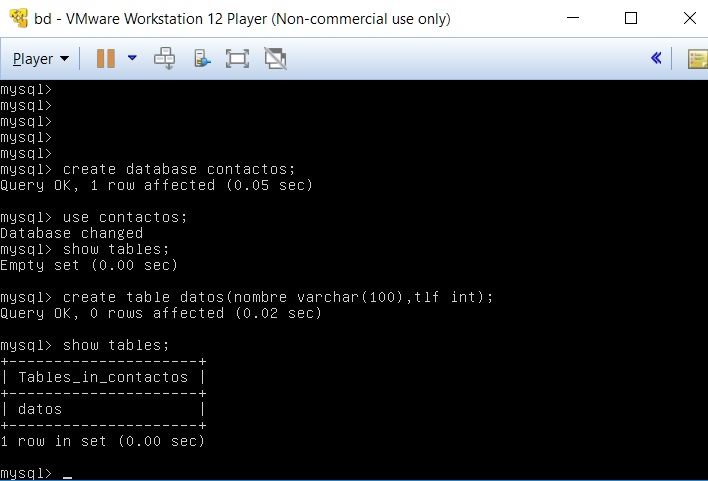 bd - VMware Workstation 12 Player (Non-commercial use only)
Player
mysql>
mysql>
mysql>
mysql>
mysql>
mysql> create database contactos;
Query OK, 1 row affected (0.05 sec)
mysql> use contactos;
Database changed
mysql> show tables;
Empty set (0.00 sec)
mysql> create table datos(nombre varchar(100),tlf int);
Query OK, 0 rows affected (0.02 sec)
mysql> show tables;
+---------------------+
| Tables_in_contactos |
+---------------------+
| datos               |
+---------------------+
1 row in set (0.00 sec)
mysql> _